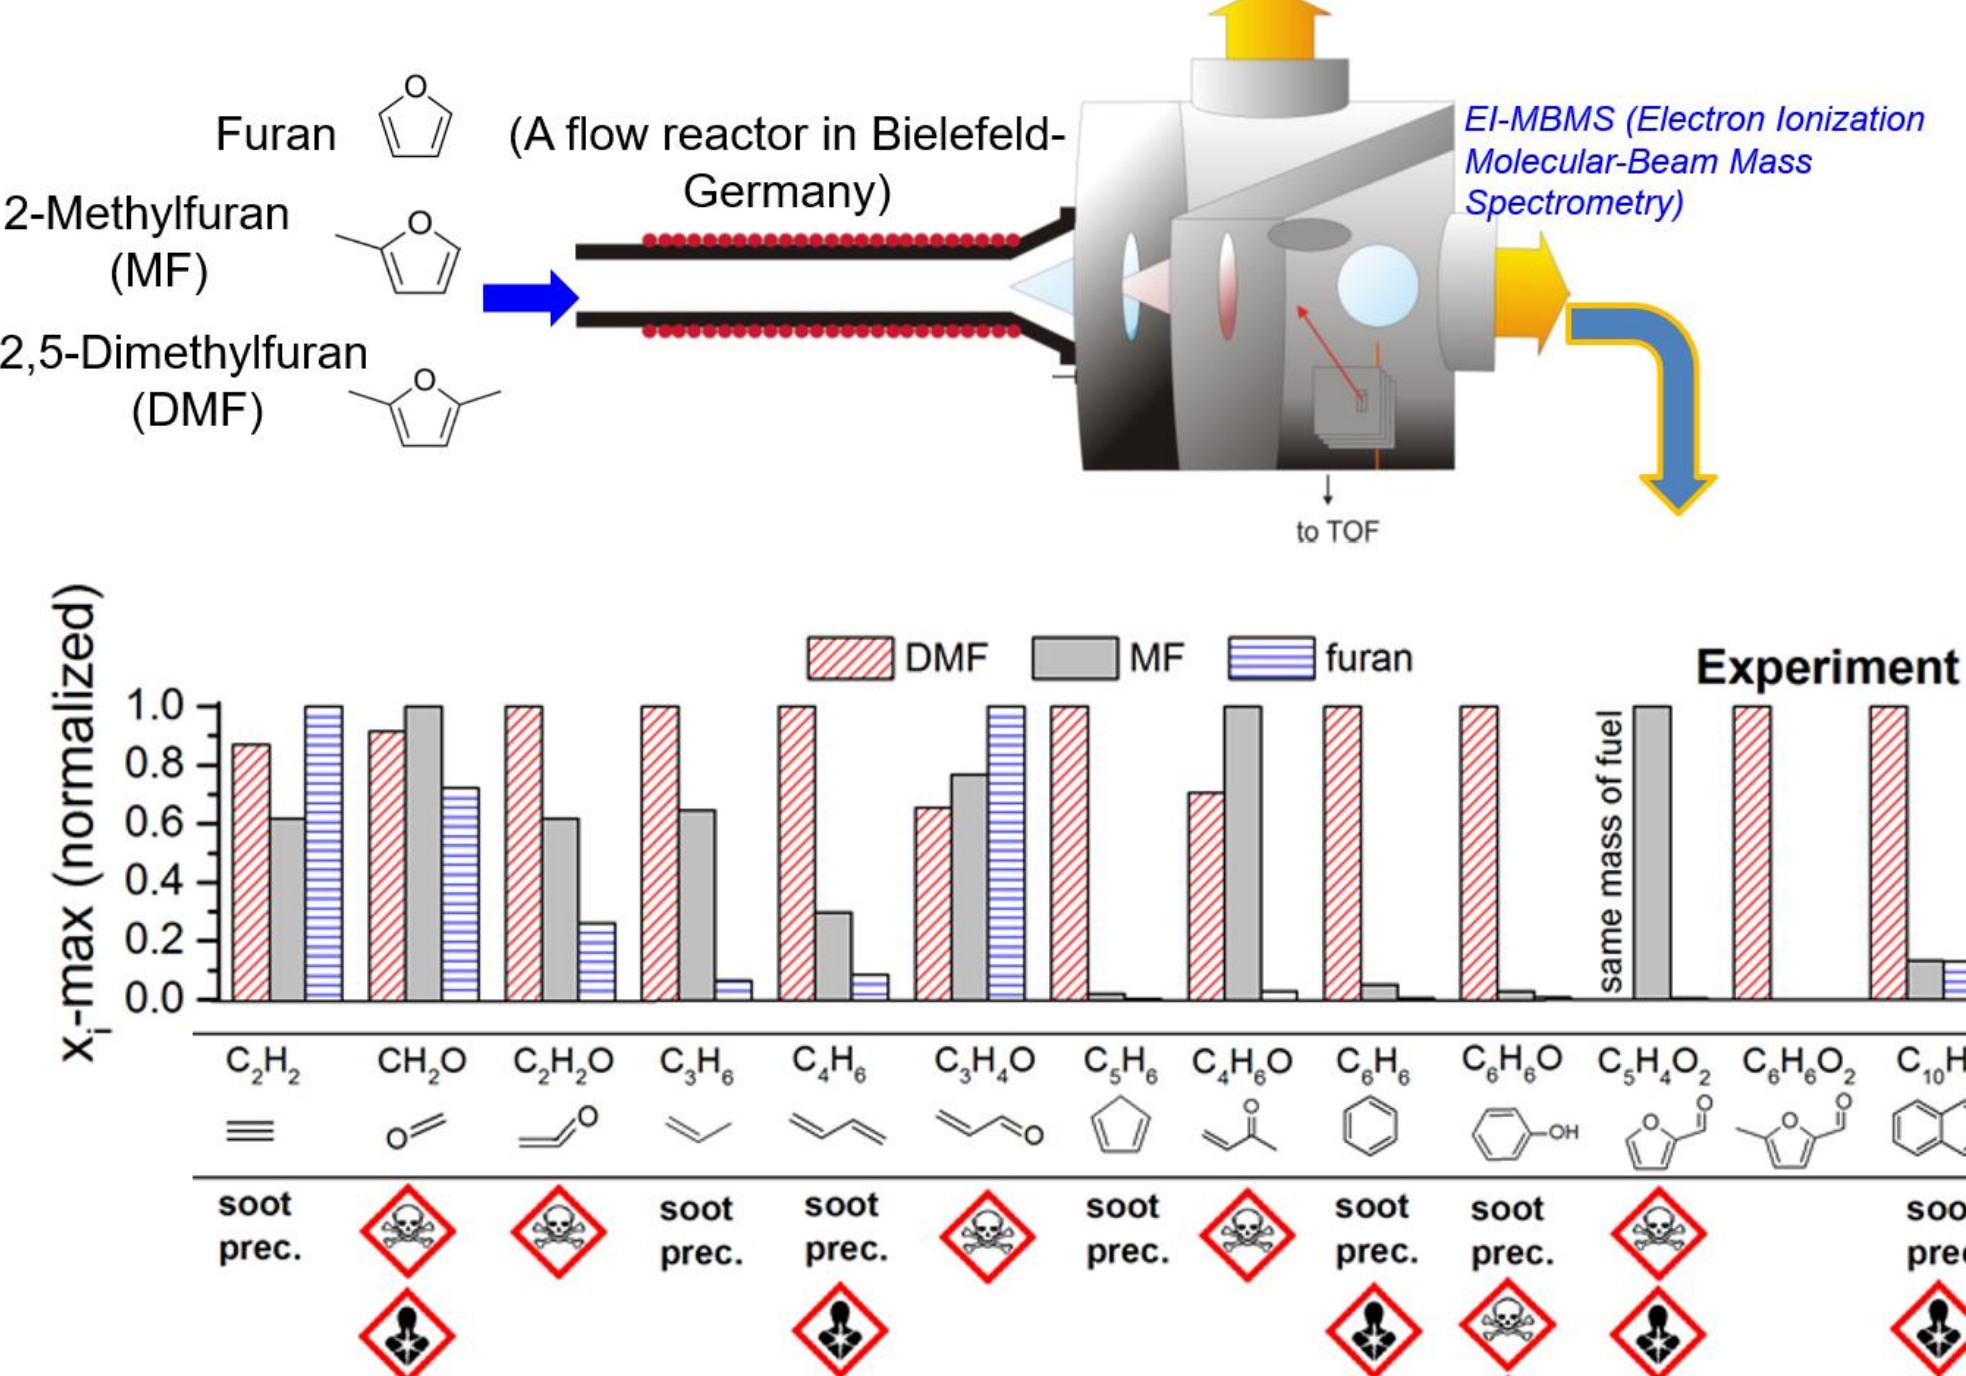 Furan
O
(A flow reactor in Bielefeld-
Germany)
EI-MBMS (Electron Ionization
Molecular-Beam Mass
Spectrometry)
2-Methylfuran
(MF)
O
2,5-Dimethylfuran
(DMF)
O
to TOF
DMF
MF
furan
Experiment
xi-max (normalized)
1.0
0.8
0.6
0.4
0.2
0.0
same mass of fuel
C2H2 CH2O C2H2O C3H6 C4H6 C3H4O C5H6 C4H6O C6H6 C6H6O C5H4O2 C6H6O2 C10H
O O O O OH O O O O
soot soot soot soot soot soot
prec. prec. prec. prec. prec. prec.